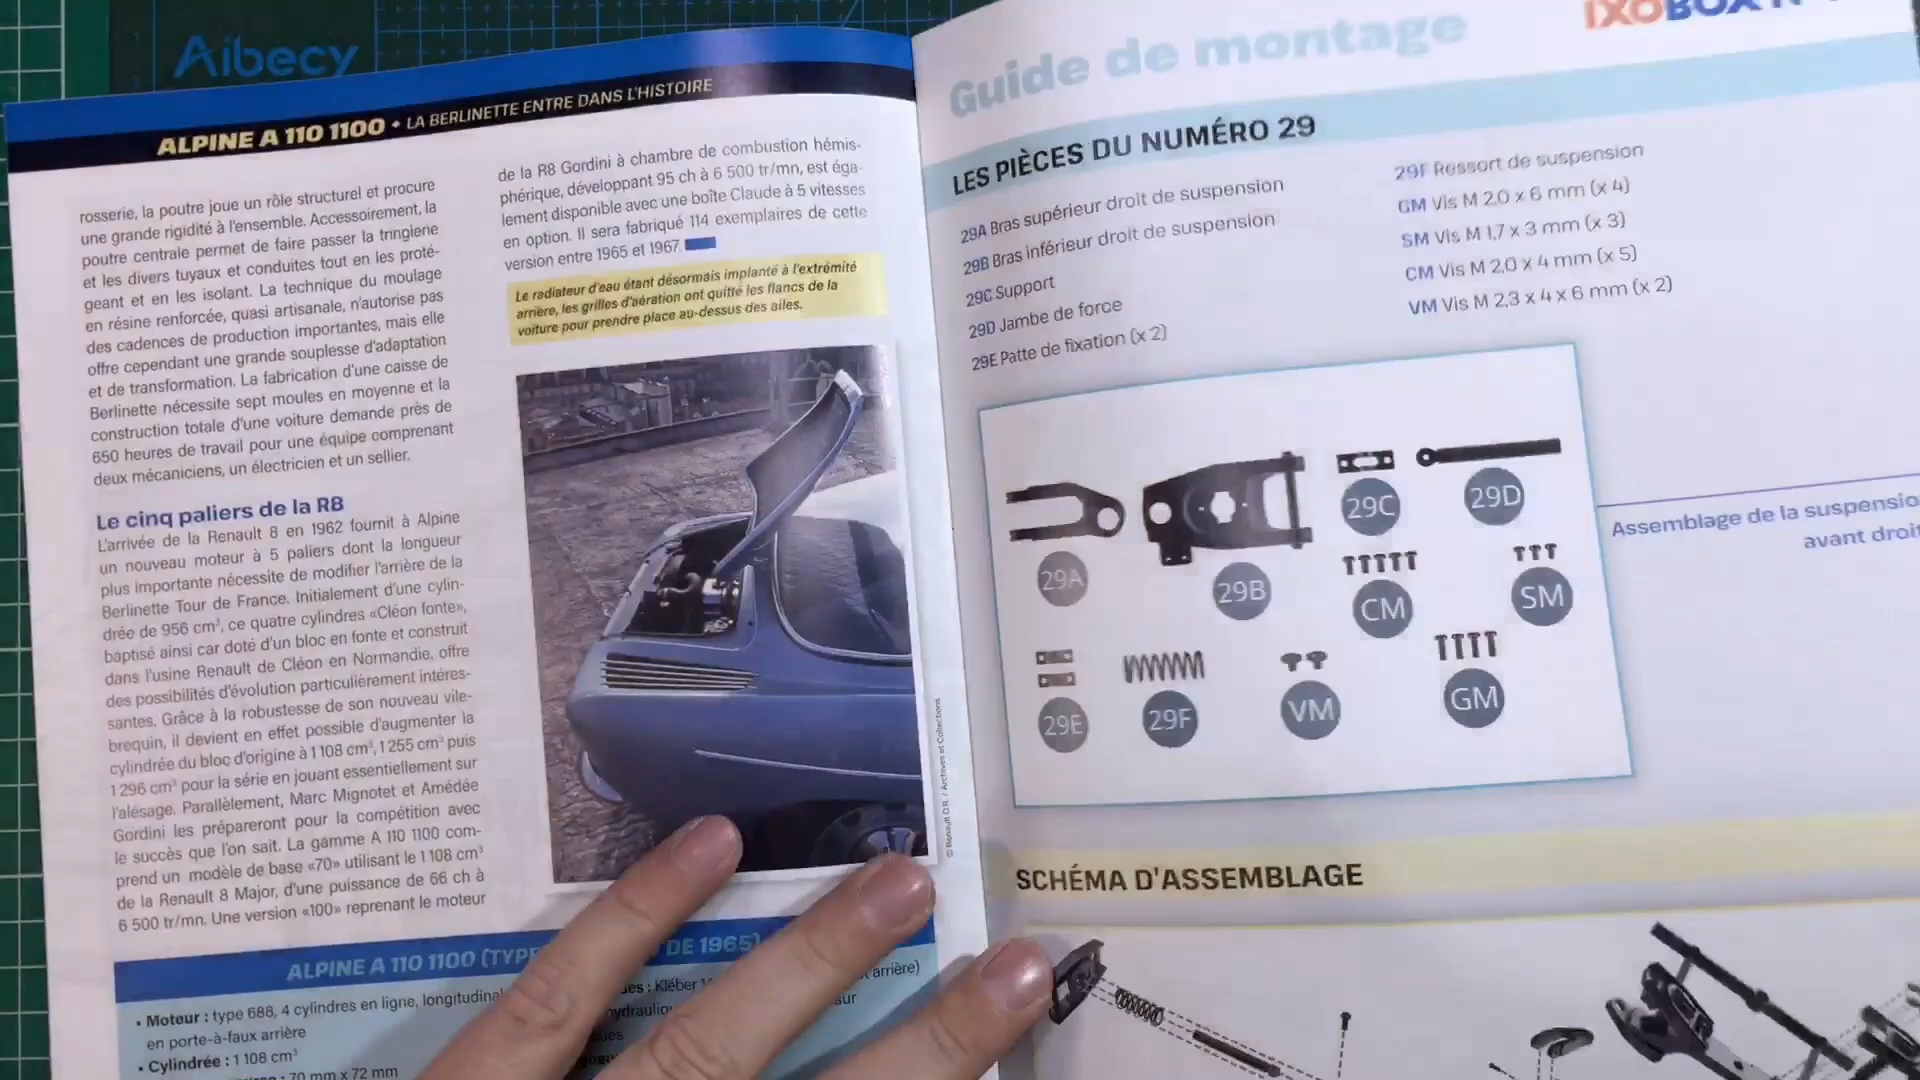 Aibecy
ALPINE A 110 1100 • LA BERLINETTE ENTRE DANS L'HISTOIRE
rosserie, la poutre joue un rôle structurel et procure
une grande rigidité à l'ensemble. Accessoirement, la
poutre centrale permet de faire passer la tringlerie
et les divers tuyaux et conduites tout en les proté-
geant et en les isolant. La technique du moulage
en résine renforcée, quasi artisanale, n'autorise pas
des cadences de production importantes, mais elle
offre cependant une grande souplesse d'adaptation
et de transformation. La fabrication d'une caisse de
Berlinette nécessite sept moules en moyenne et la
construction totale d'une voiture demande près de
650 heures de travail pour une équipe comprenant
deux mécaniciens, un électricien et un sellier.
Le cinq paliers de la R8
L'arrivée de la Renault 8 en 1962 fournit à Alpine
un nouveau moteur à 5 paliers dont la longueur
plus importante nécessite de modifier l'arrière de la
Berlinette Tour de France. Initialement d'une cylin-
drée de 956 cm³, ce quatre cylindres «Cléon fonte»,
baptisé ainsi car doté d'un bloc en fonte et construit
dans l'usine Renault de Cléon en Normandie, offre
des possibilités d'évolution particulièrement intéres-
santes. Grâce à la robustesse de son nouveau vile-
brequin, il devient en effet possible d'augmenter la
cylindrée du bloc d'origine à 1 108 cm³, 1 255 cm³ puis
1 296 cm³ pour la série en jouant essentiellement sur
l'alésage. Parallèlement, Marc Mignotet et Amédée
Gordini les prépareront pour la compétition avec
le succès que l'on sait. La gamme A 110 1100 com-
prend un modèle de base «70» utilisant le 1 108 cm³
de la Renault 8 Major, d'une puissance de 66 ch à
6 500 tr/mn. Une version «100» reprenant le moteur
de la R8 Gordini à chambre de combustion hémis-
phérique, développant 95 ch à 6 500 tr/mn, est éga-
lement disponible avec une boîte Claude à 5 vitesses
en option. Il sera fabriqué 114 exemplaires de cette
version entre 1965 et 1967.
Le radiateur d'eau étant désormais implanté à l'extrémité
arrière, les grilles d'aération ont quitté les flancs de la
voiture pour prendre place au-dessus des ailes.
© Renault D.R. / Archives et Collections
ALPINE A 110 1100 (TYPE DE 1965)
• Moteur : type 688, 4 cylindres en ligne, longitudinal
en porte-à-faux arrière
• Cylindrée : 1 108 cm³
: 70 mm x 72 mm
: Kléber
arrière)
sur
IXOBOX N°
Guide de montage
LES PIÈCES DU NUMÉRO 29
29A Bras supérieur droit de suspension
29B Bras inférieur droit de suspension
29C Support
29D Jambe de force
29E Patte de fixation (x 2)
29F Ressort de suspension
GM Vis M 2,0 x 6 mm (x 4)
SM Vis M 1,7 x 3 mm (x 3)
CM Vis M 2,0 x 4 mm (x 5)
VM Vis M 2,3 x 4 x 6 mm (x 2)
29A
29B
29C
29D
CM
SM
29E
29F
VM
GM
Assemblage de la suspensio
avant droit
SCHÉMA D'ASSEMBLAGE